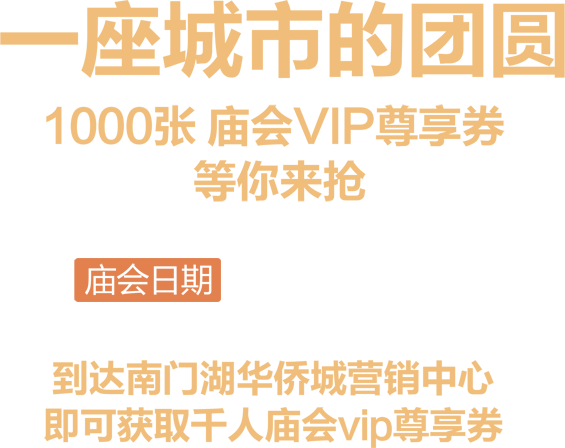 一座城市的团圆
1000张 庙会VIP尊享券
等你来抢
庙会日期
到达南门湖华侨城营销中心
即可获取千人庙会vip尊享券